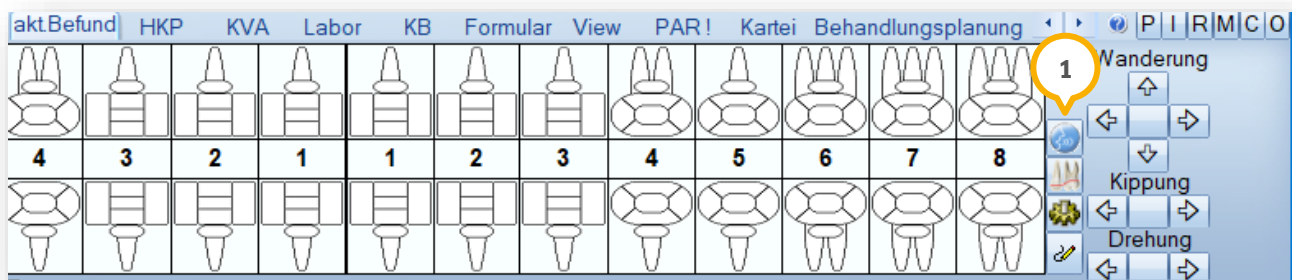 akt.Befund HKP KVA Labor KB Formular View PAR! Kartei Behandlungsplanung P I R M C O
1
Wanderung
4 3 2 1 1 2 3 4 5 6 7 8
Kippung
Drehung